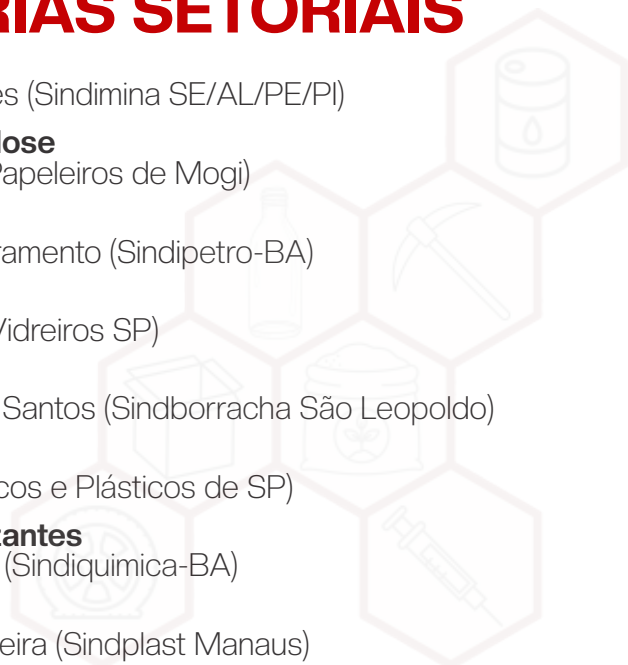 RIAS SETORIAIS
es (Sindimina SE/AL/PE/PI)
lose
Papeleiros de Mogi)
ramento (Sindipetro-BA)
Vidreiros SP)
Santos (Sindborracha São Leopoldo)
cos e Plásticos de SP)
tantes
(Sindiquimica-BA)
eira (Sindplast Manaus)